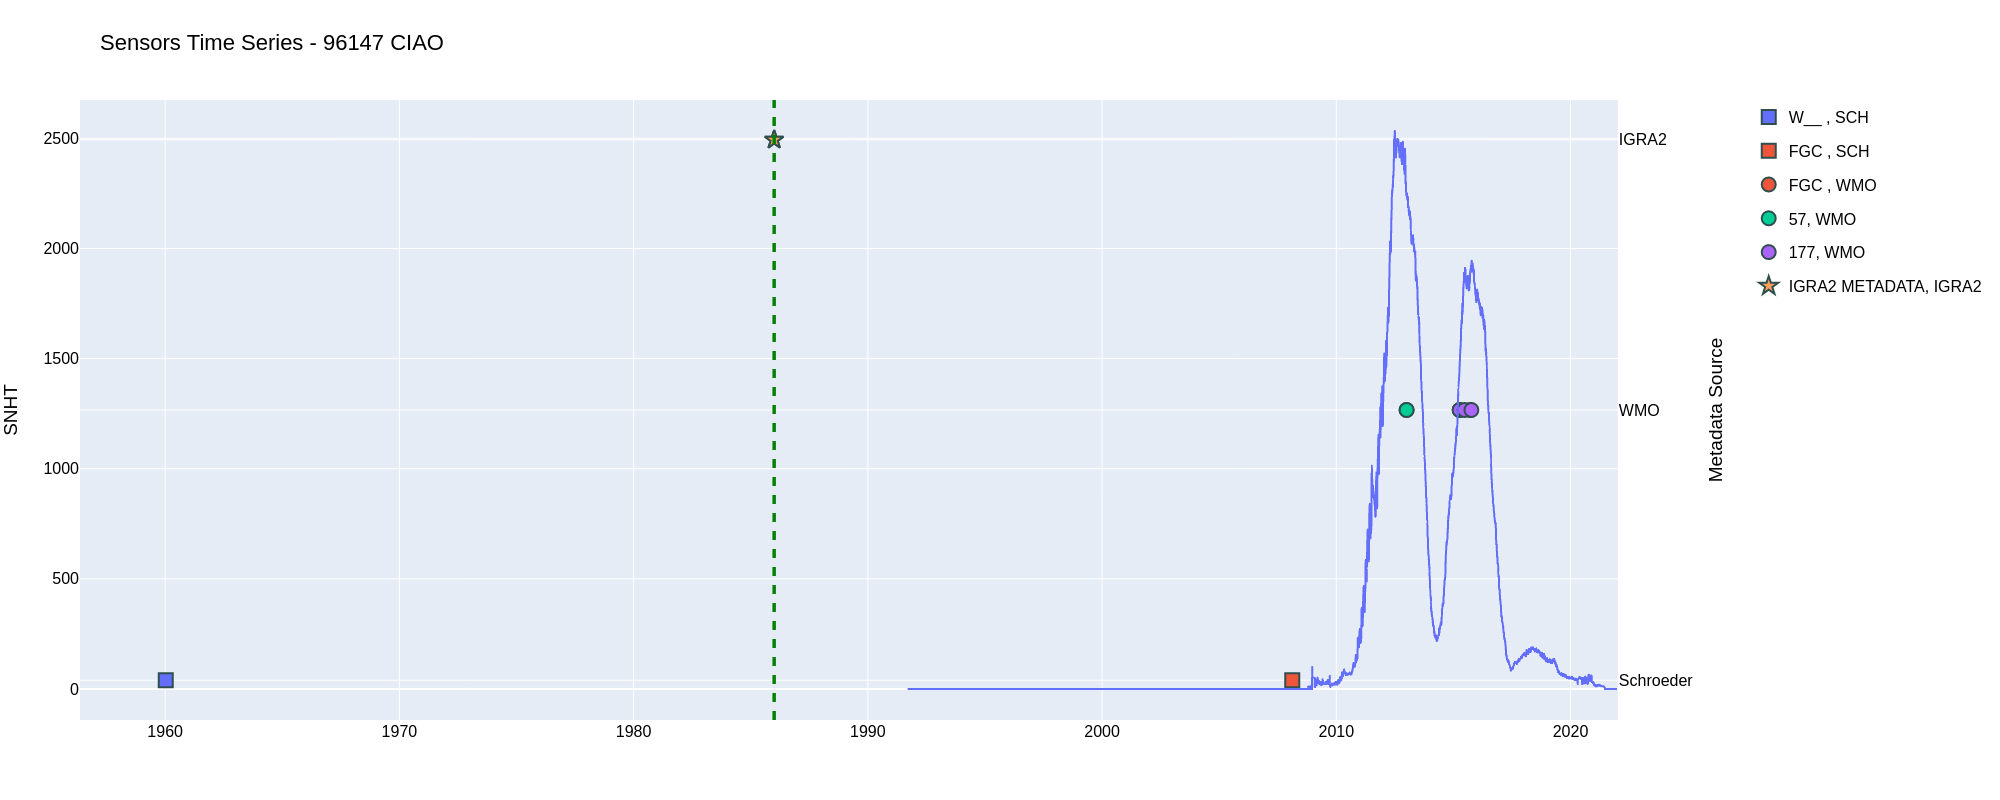 Sensors Time Series - 96147 CIAO
SNHT
2500
2000
1500
1000
500
0
1960
1970
1980
1990
2000
2010
2020
IGRA2
WMO
Schroeder
Metadata Source
W__ , SCH
FGC , SCH
FGC , WMO
57, WMO
177, WMO
IGRA2 METADATA, IGRA2